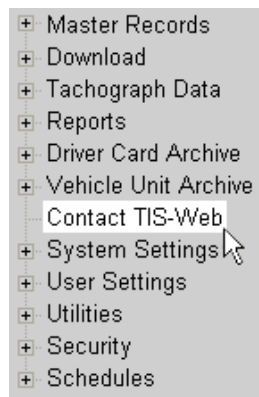 Master Records
Download
Tachograph Data
Reports
Driver Card Archive
Vehicle Unit Archive
Contact TIS-Web
System Settings
User Settings
Utilities
Security
Schedules